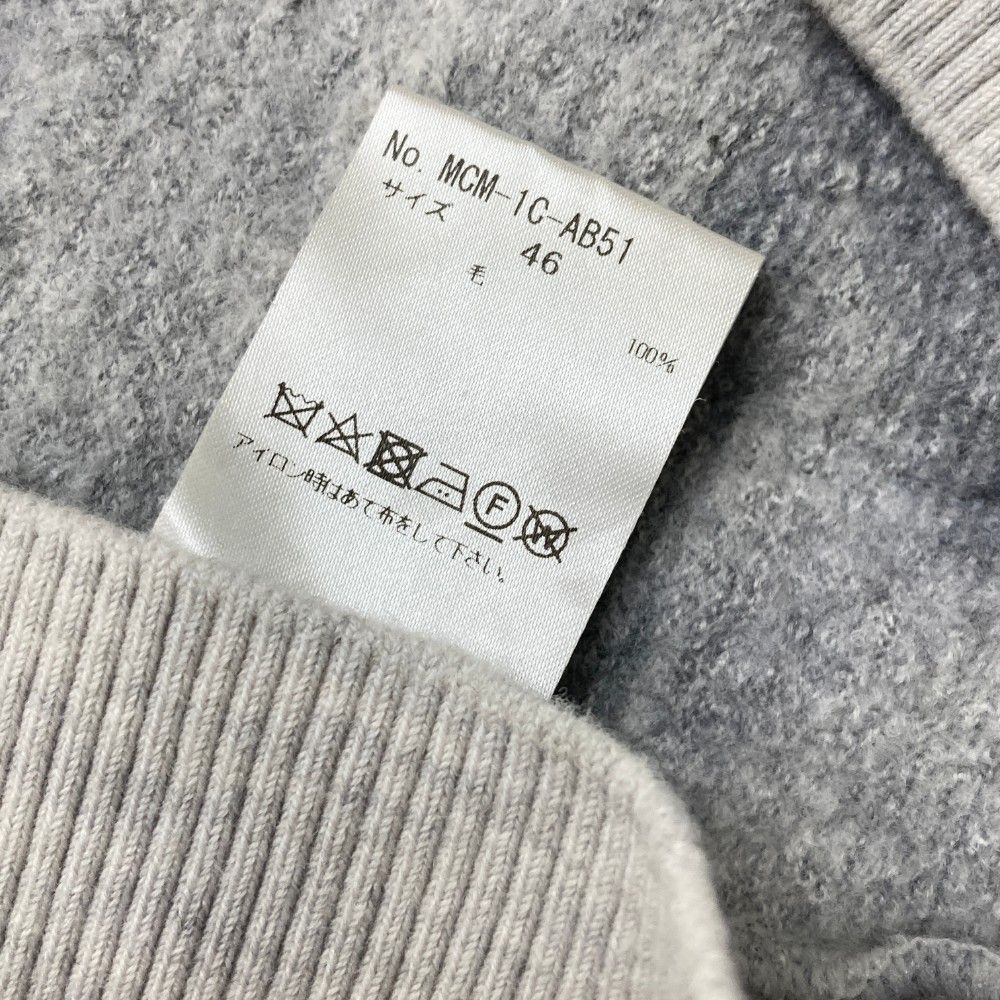 No. MCM-1C-AB51
サイズ 46
毛 100%
F W
アイロン時はあて布をして下さい。